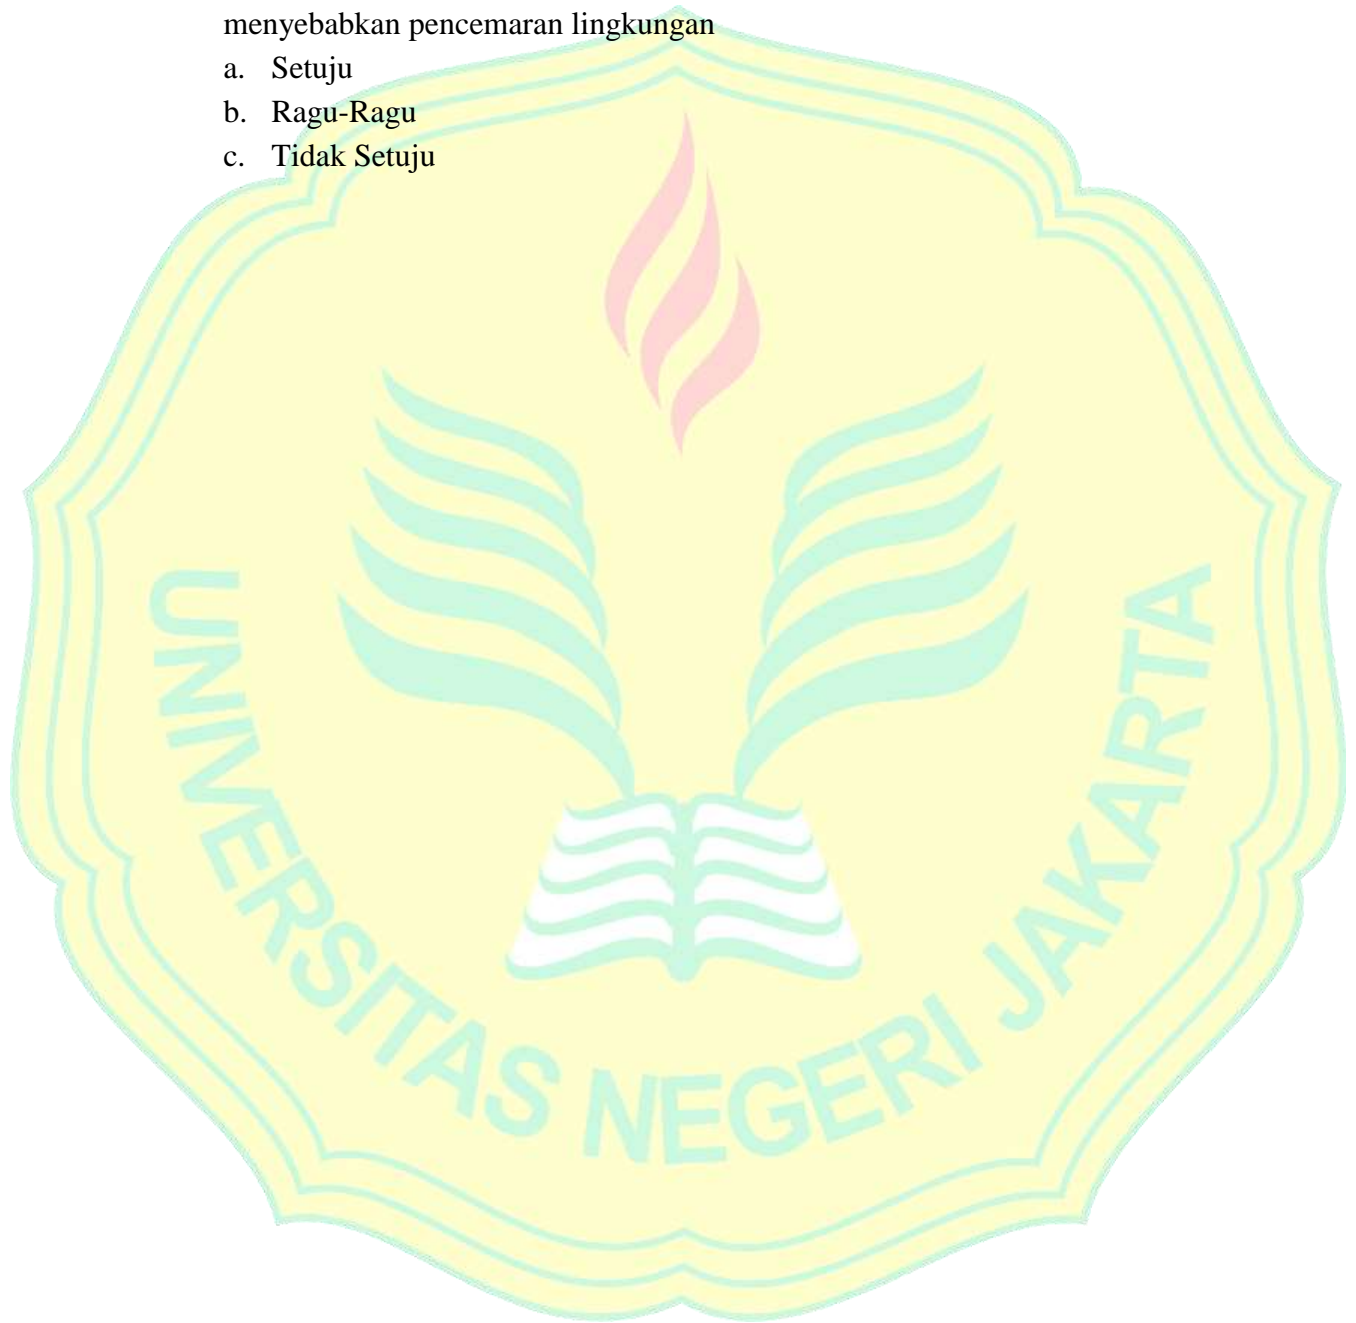 menyebabkan pencemaran lingkungan
a. Setuju
b. Ragu-Ragu
c. Tidak Setuju
UNIVERSITAS NEGERI JAKARTA